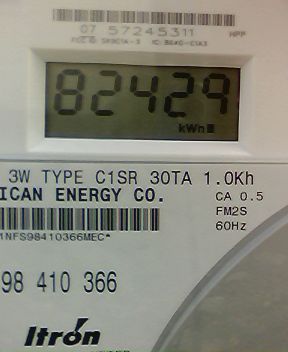 07 57245311
HPP
82429
kWh
3W TYPE C1SR 30TA 1.0Kh
ICAN ENERGY CO.
CA 0.5
FM2S
60Hz
1NFS98410366MEC*
98 410 366
Itron